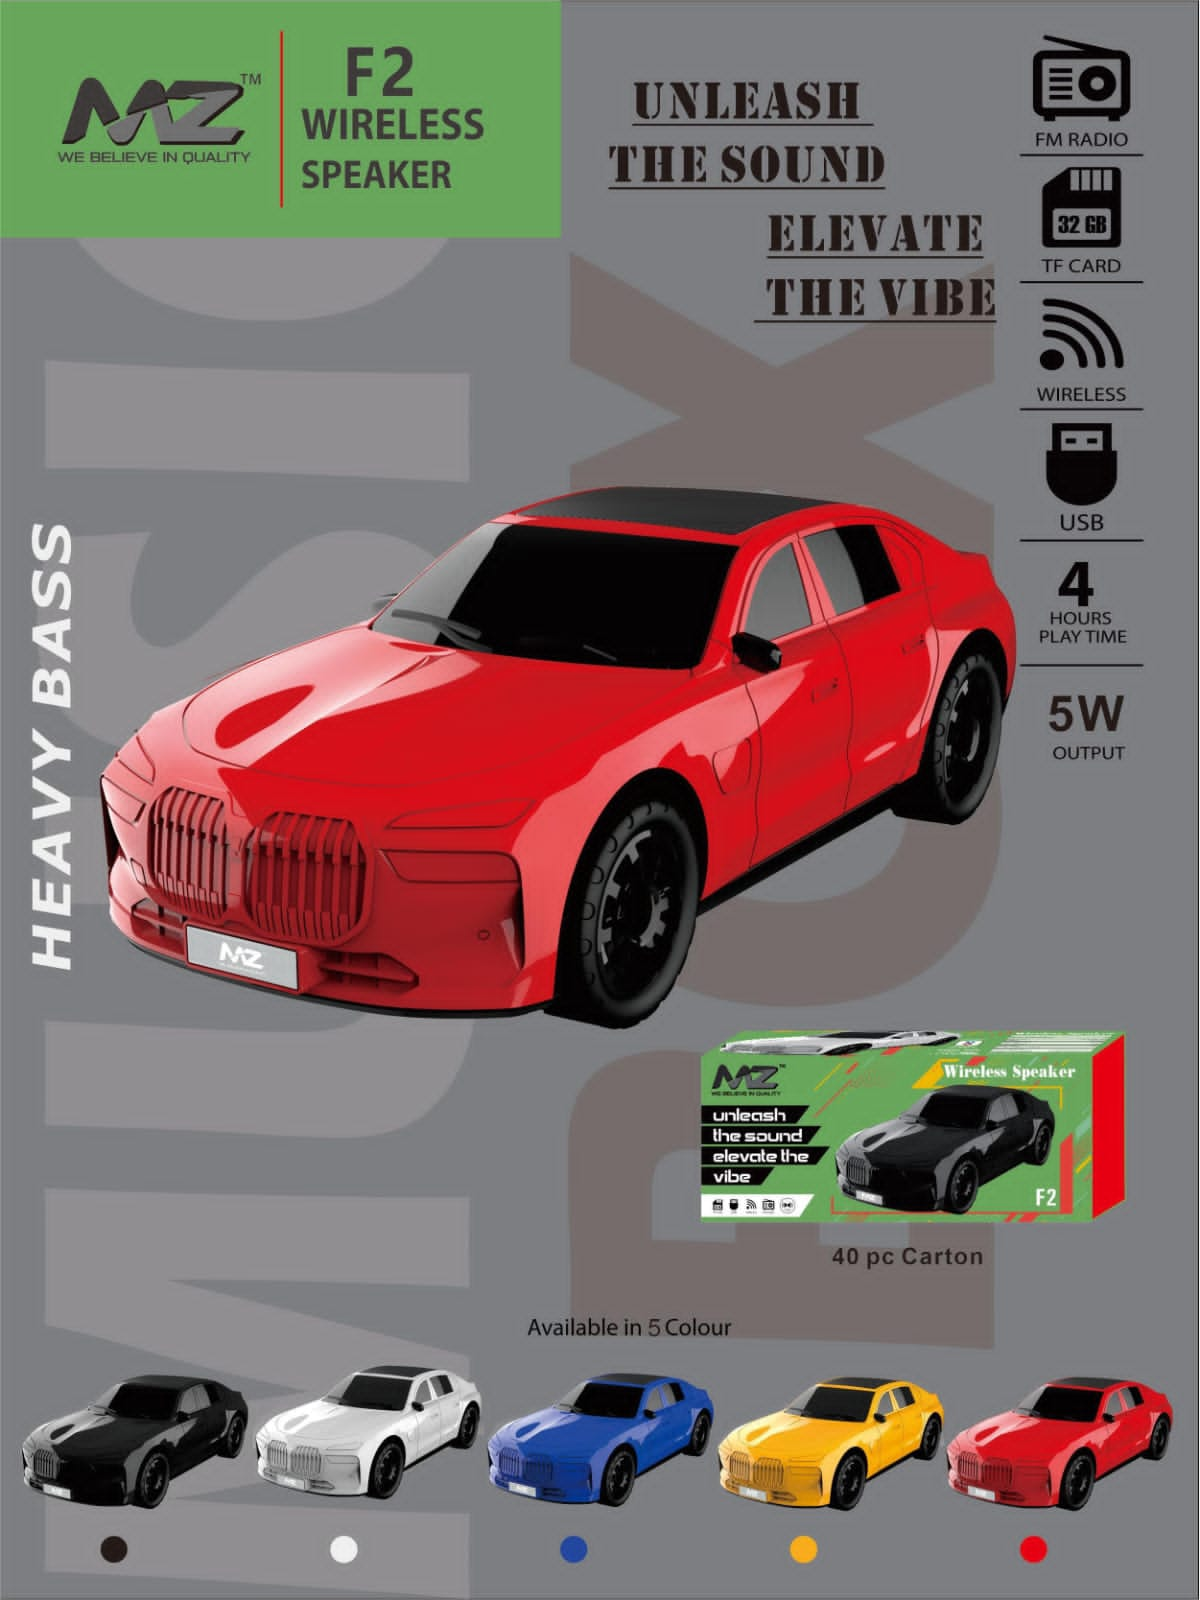 MZ™
WE BELIEVE IN QUALITY
F2
WIRELESS
SPEAKER
UNLEASH
THE SOUND
ELEVATE
THE VIBE
FM RADIO
32 GB
TF CARD
WIRELESS
USB
4
HOURS
PLAY TIME
5W
OUTPUT
HEAVY BASS
MUSIC
BOX
MZ
MZ™
WE BELIEVE IN QUALITY
Wireless Speaker
unleash
the sound
elevate the
vibe
F2
40 pc Carton
Available in 5 Colour